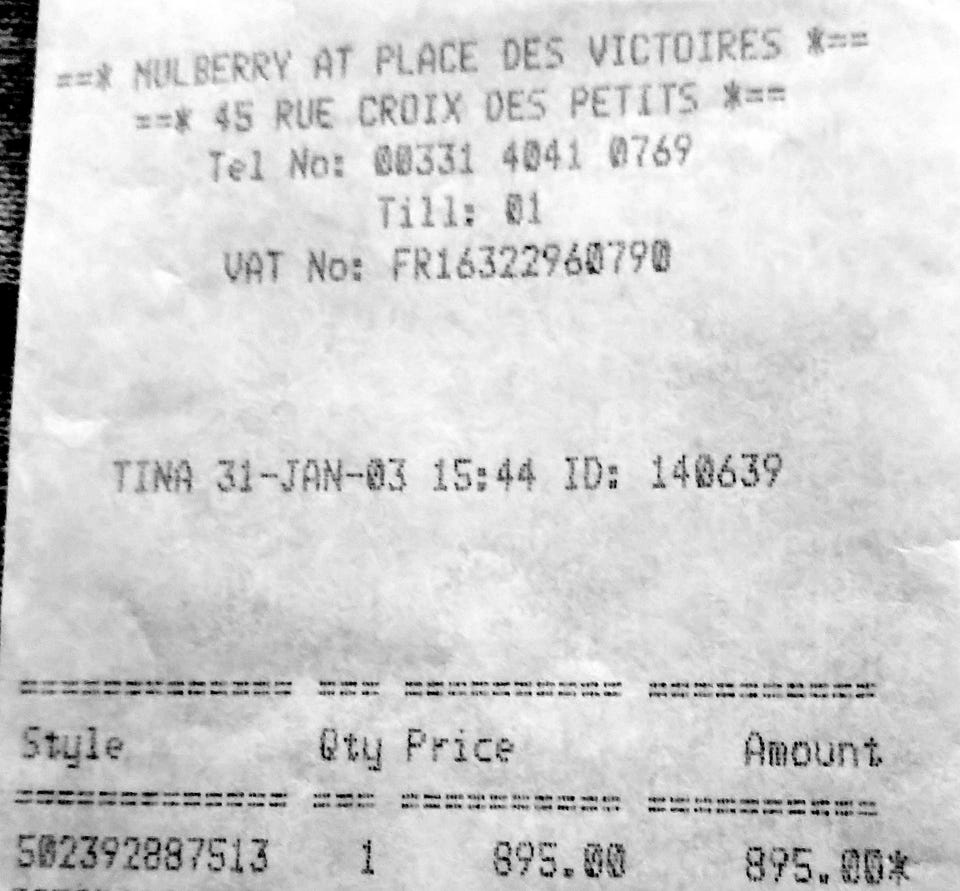 ==* MULBERRY AT PLACE DES VICTOIRES *==
==* 45 RUE CROIX DES PETITS *==
Tel No: 00331 4041 0769
Till: 01
VAT No: FR16322960790
TINA 31-JAN-03 15:44 ID: 140639
Style Qty Price Amount
502392887513 1 895.00 895.00*